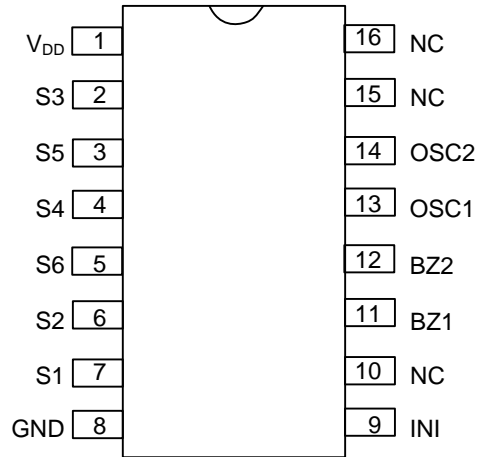 V_DD 1 16 NC
S3 2 15 NC
S5 3 14 OSC2
S4 4 13 OSC1
S6 5 12 BZ2
S2 6 11 BZ1
S1 7 10 NC
GND 8 9 INI